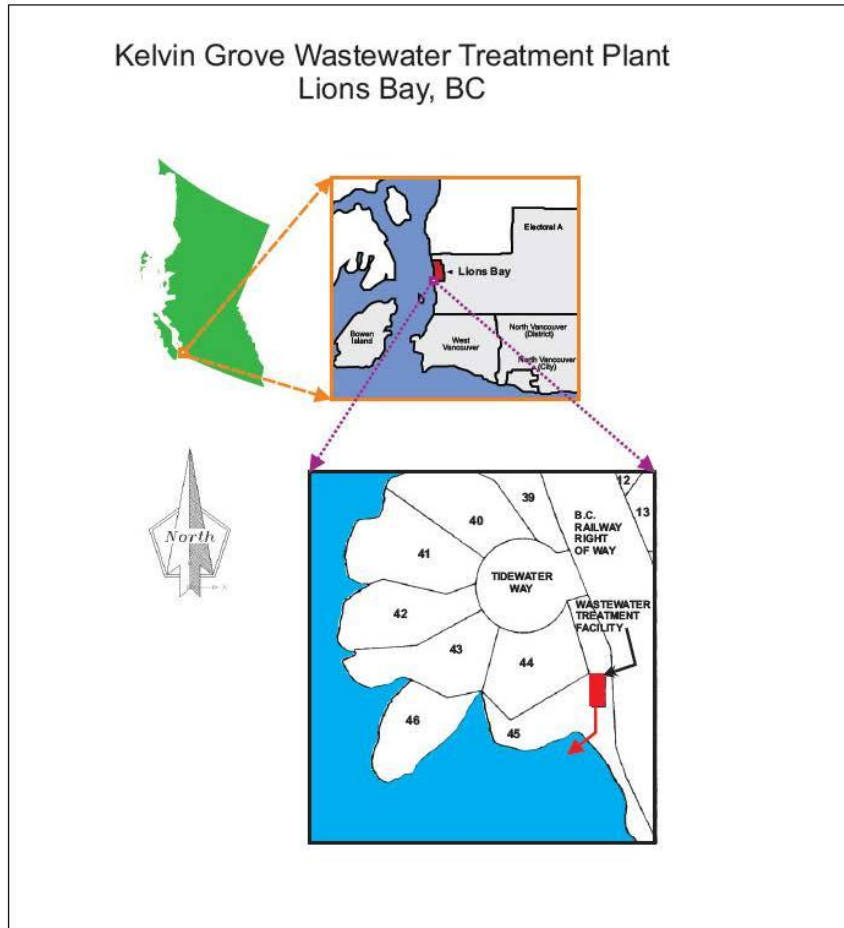 Kelvin Grove Wastewater Treatment Plant
Lions Bay, BC
Electoral A
Lions Bay
Bowen
Island
West
Vancouver
North Vancouver
(District)
North Vancouver
(City)
North
12
13
39
40
B.C.
RAILWAY
RIGHT
OF WAY
41
TIDEWATER
WAY
WASTEWATER
TREATMENT
FACILITY
42
43
44
46
45